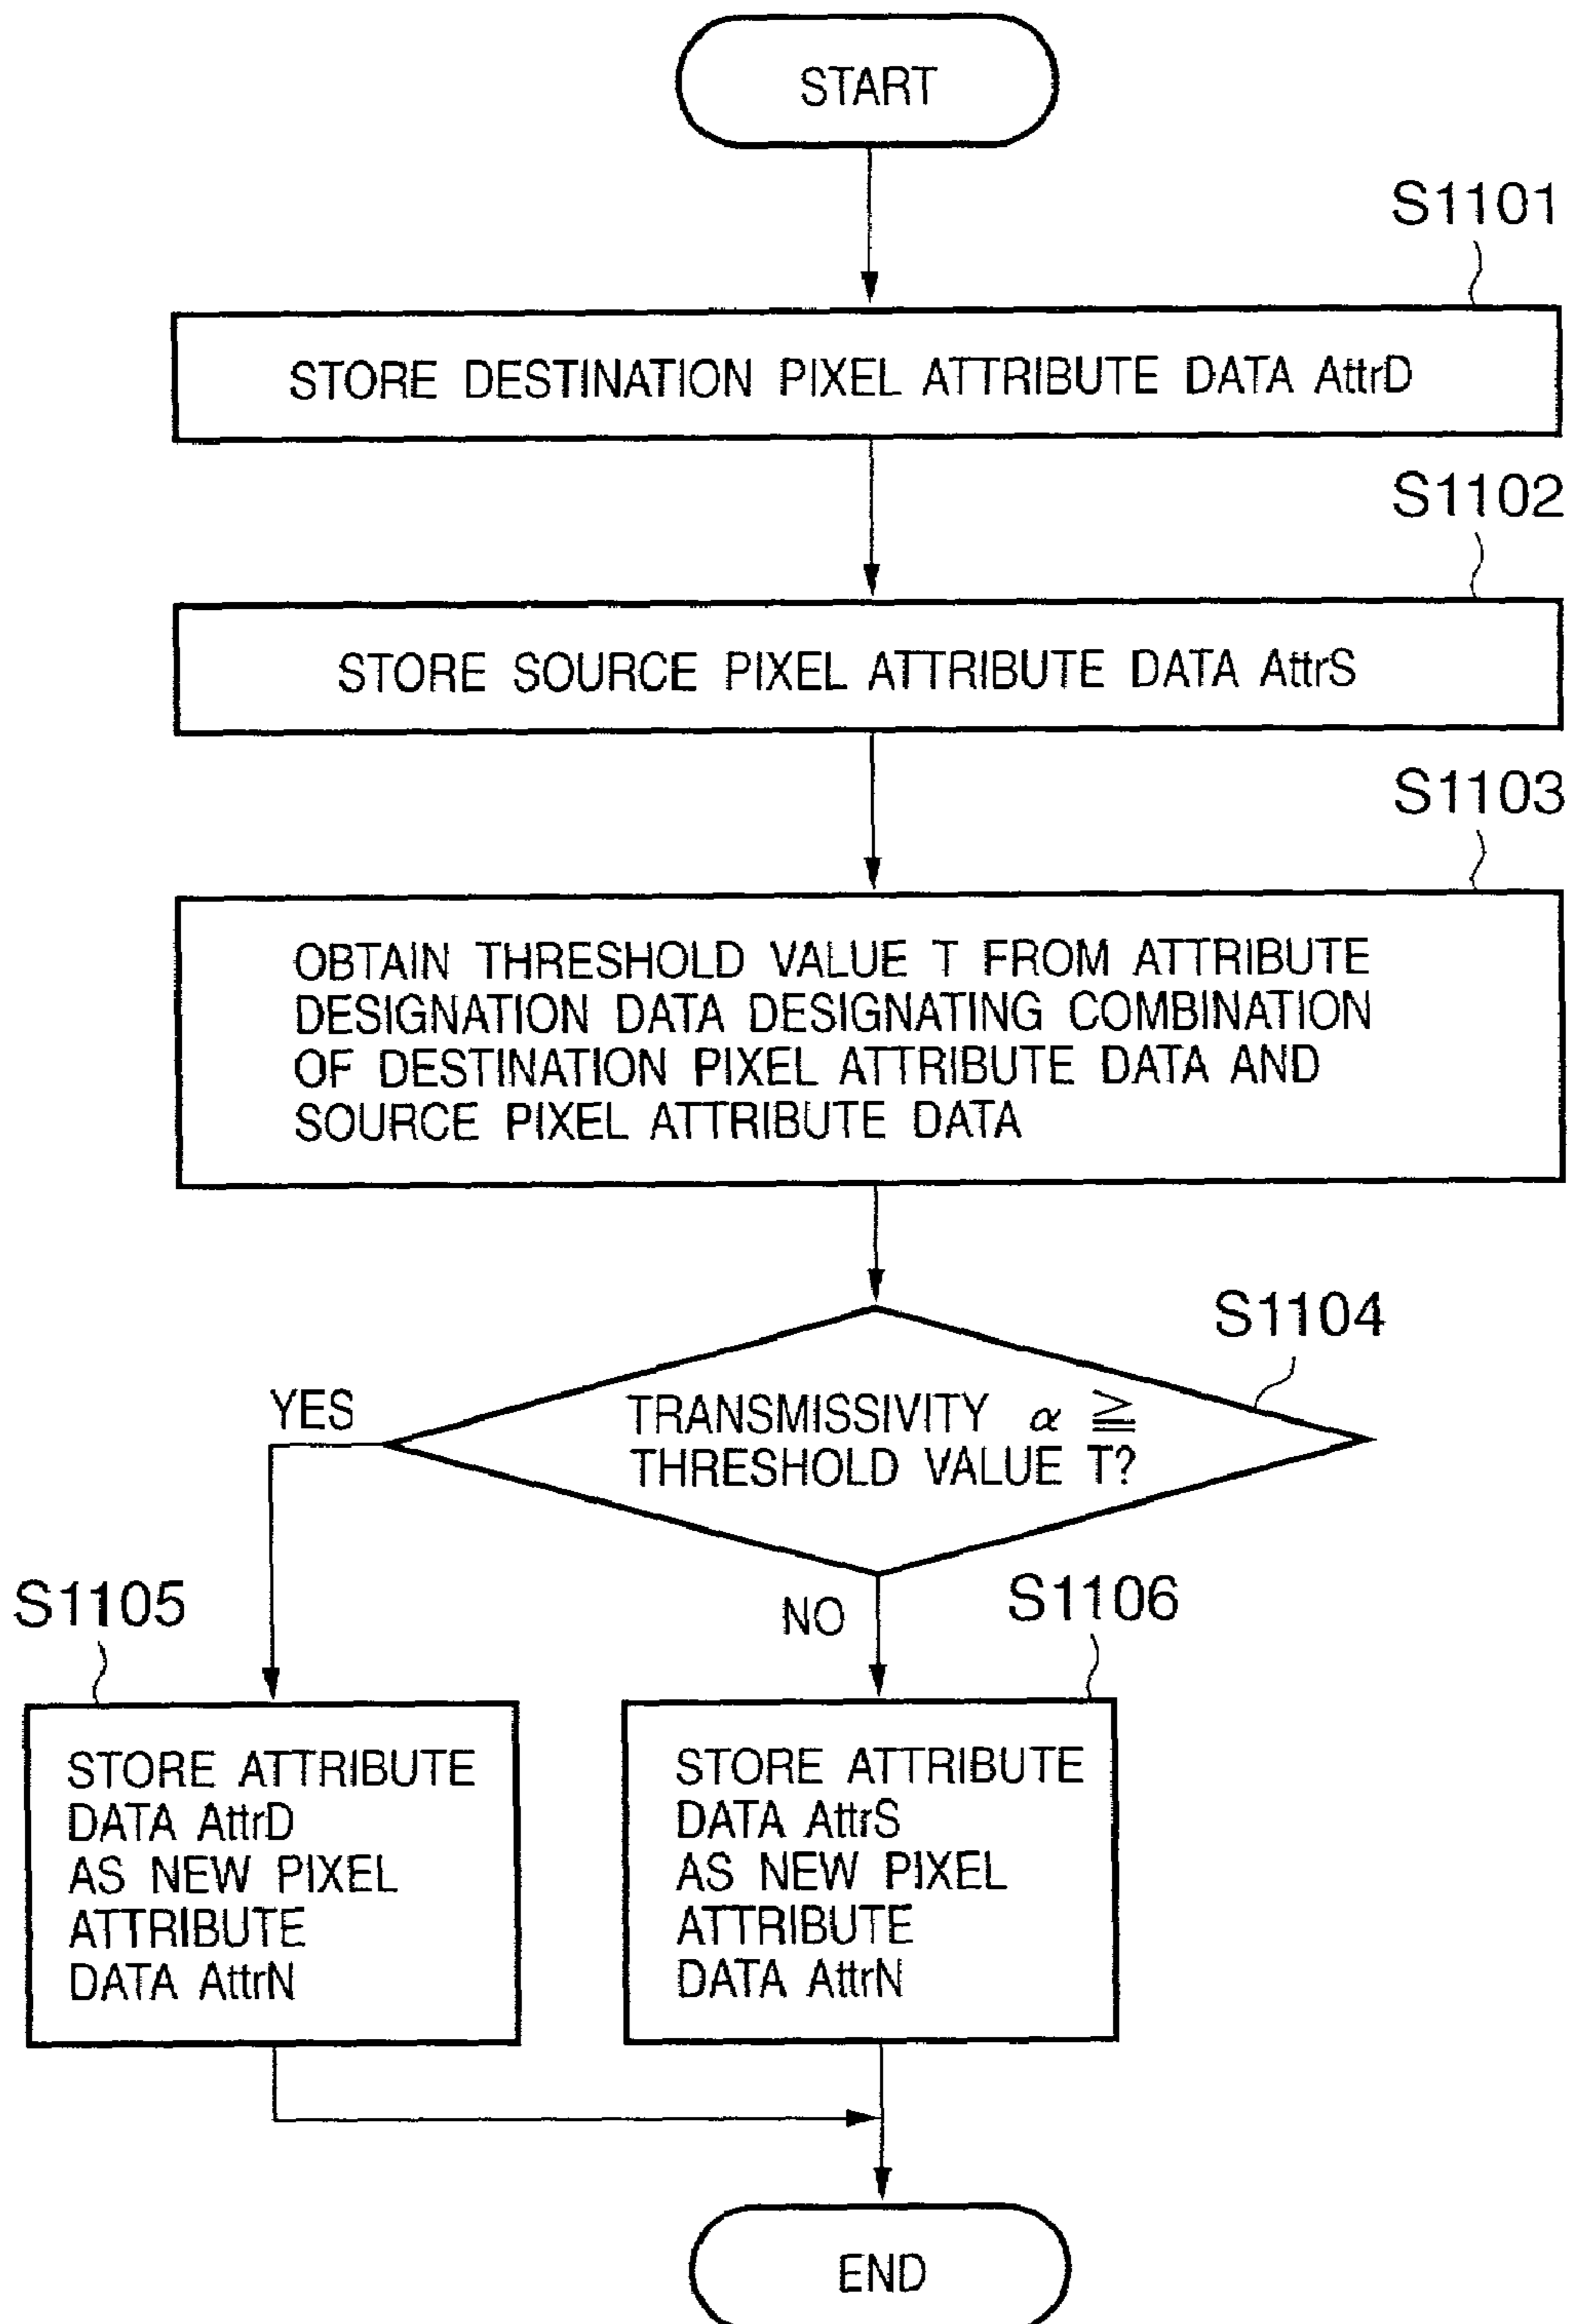 START
S1101
STORE DESTINATION PIXEL ATTRIBUTE DATA AttrD
S1102
STORE SOURCE PIXEL ATTRIBUTE DATA AttrS
S1103
OBTAIN THRESHOLD VALUE T FROM ATTRIBUTE
DESIGNATION DATA DESIGNATING COMBINATION
OF DESTINATION PIXEL ATTRIBUTE DATA AND
SOURCE PIXEL ATTRIBUTE DATA
S1104
TRANSMISSIVITY α ≧
THRESHOLD VALUE T?
YES
NO
S1105
STORE ATTRIBUTE
DATA AttrD
AS NEW PIXEL
ATTRIBUTE
DATA AttrN
S1106
STORE ATTRIBUTE
DATA AttrS
AS NEW PIXEL
ATTRIBUTE
DATA AttrN
END